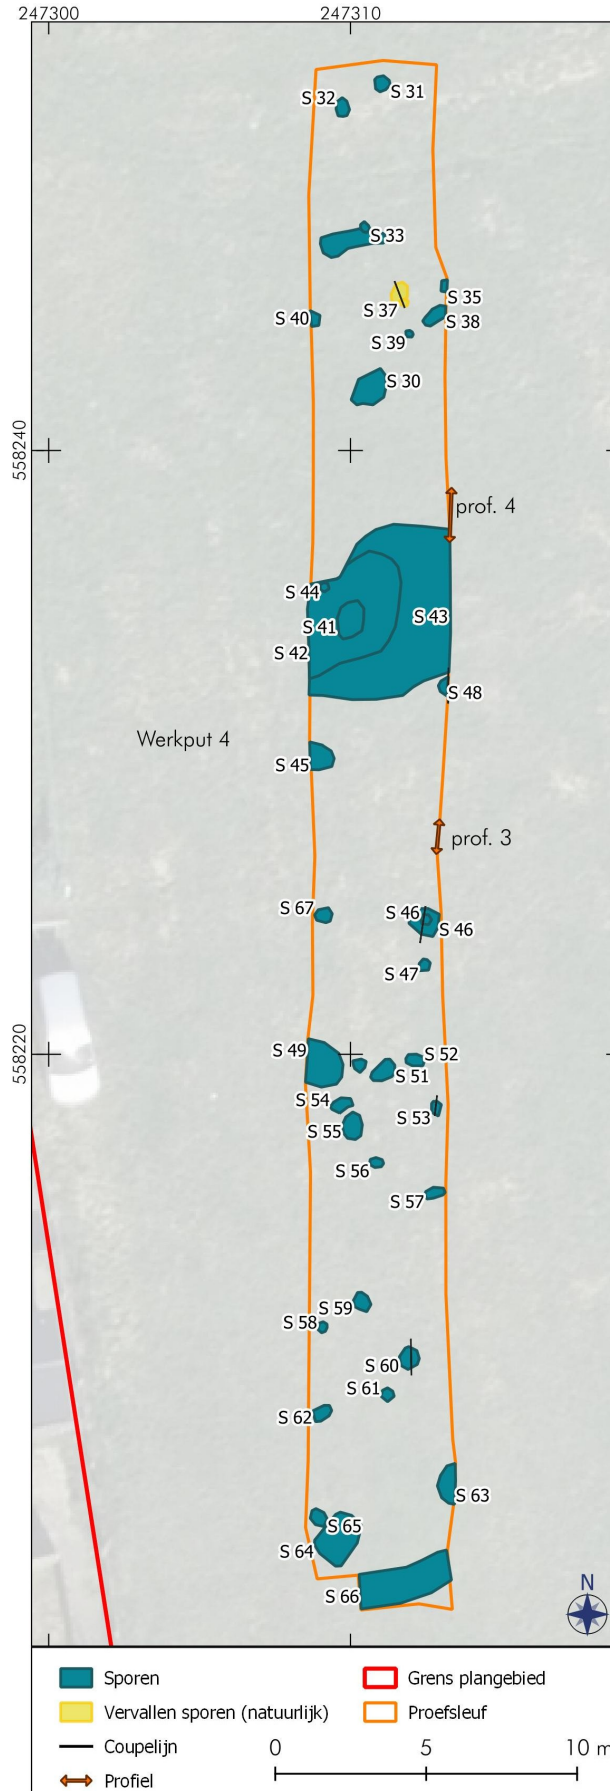 247300 247310
S 32 S 31
S 33
S 37 S 35
S 40 S 38
S 39
S 30
558240
prof. 4
S 44
S 41 S 43
S 42
S 48
Werkput 4
S 45
prof. 3
S 67 S 46
S 46
S 47
558220
S 49 S 52
S 51
S 54
S 53
S 55
S 56
S 57
S 59
S 58
S 60
S 61
S 62
S 63
S 65
S 64
S 66
N
Sporen Grens plangebied
Vervallen sporen (natuurlijk) Proefsleuf
Coupelijn 0 5 10 m
Profiel